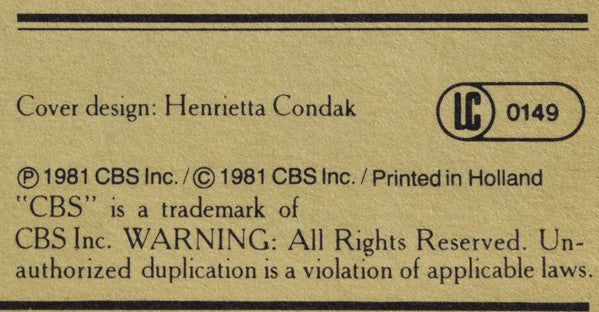 Cover design: Henrietta Condak
LC 0149
℗ 1981 CBS Inc. / © 1981 CBS Inc. / Printed in Holland
"CBS" is a trademark of
CBS Inc. WARNING: All Rights Reserved. Un-
authorized duplication is a violation of applicable laws.